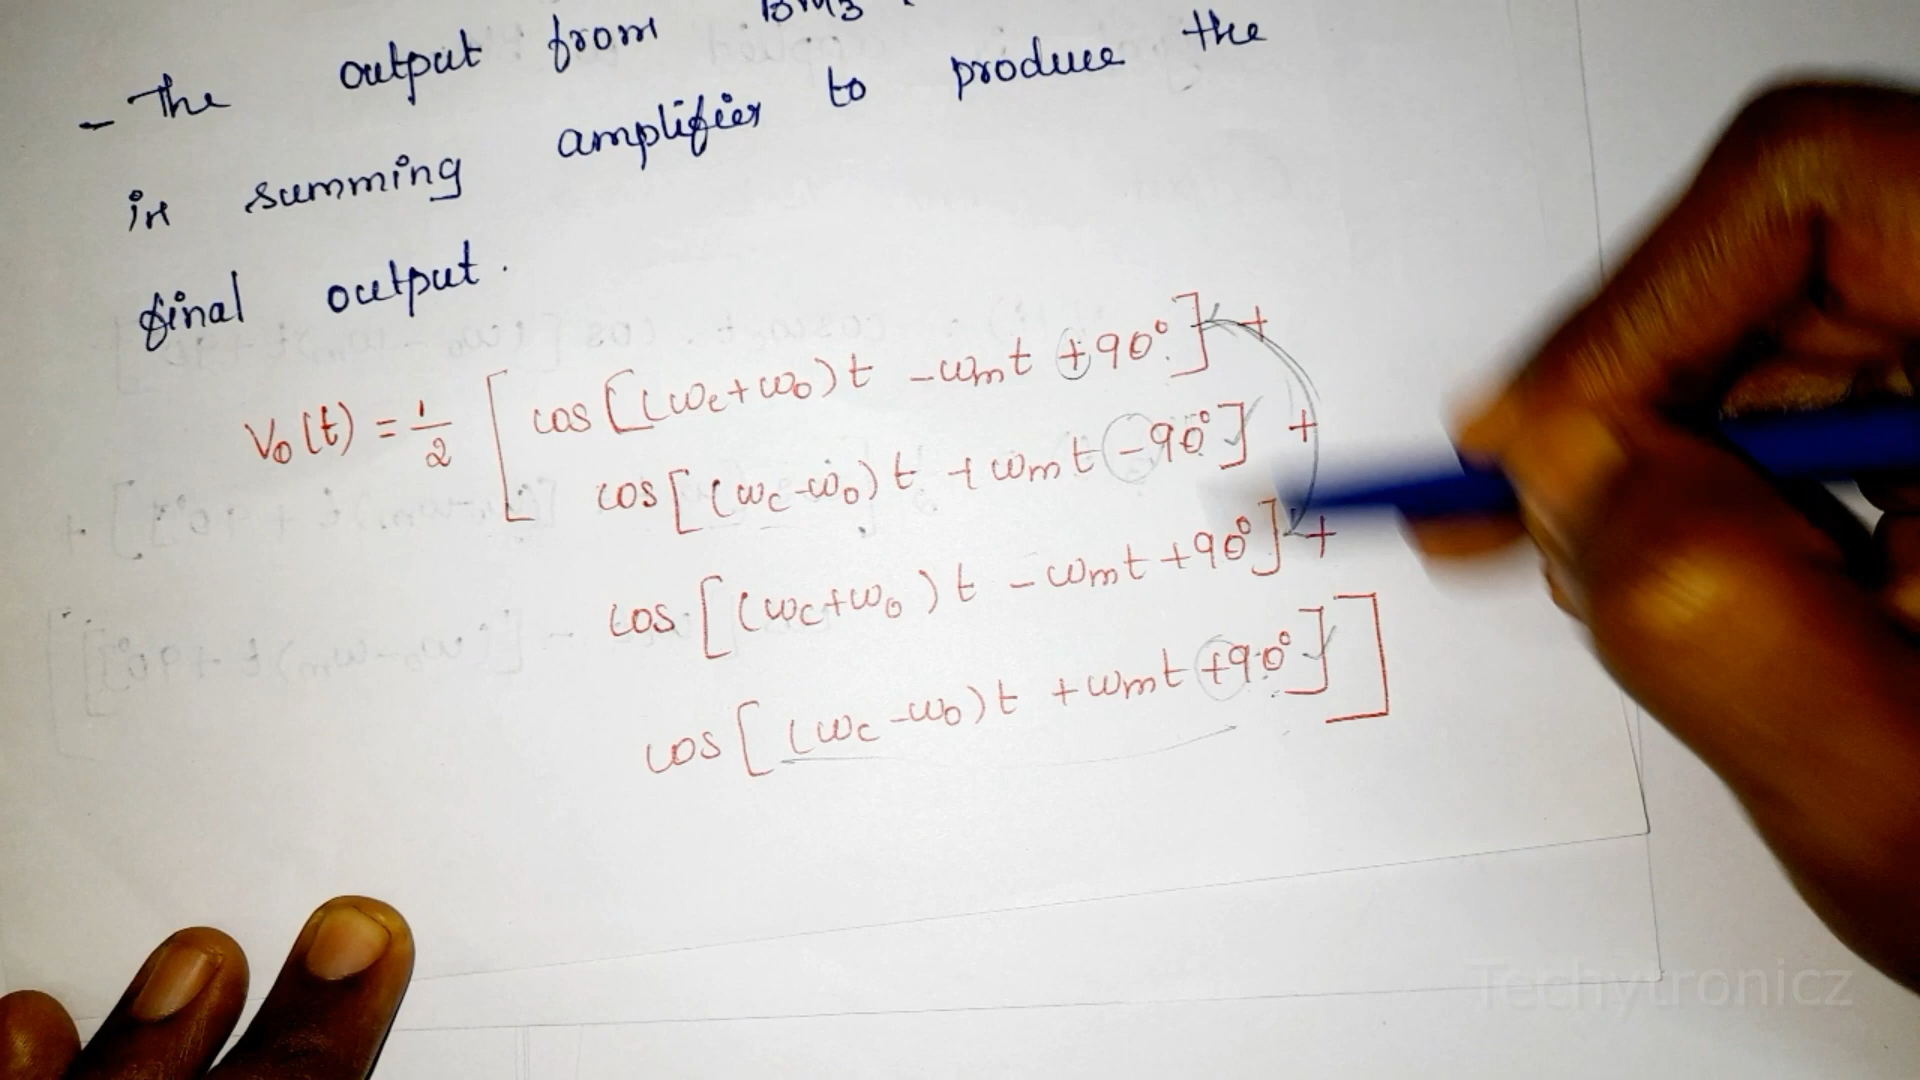 - The output from BM3
in summing amplifier to produce the
final output.
V₀(t) = 1/2 [ cos [(ωc+ω₀)t - ωmt +90°] +
cos [(ωc-ω₀)t + ωmt -90°] +
cos [(ωc+ω₀)t - ωmt +90°] +
cos [(ωc-ω₀)t + ωmt +90°] ]
Techytronicz